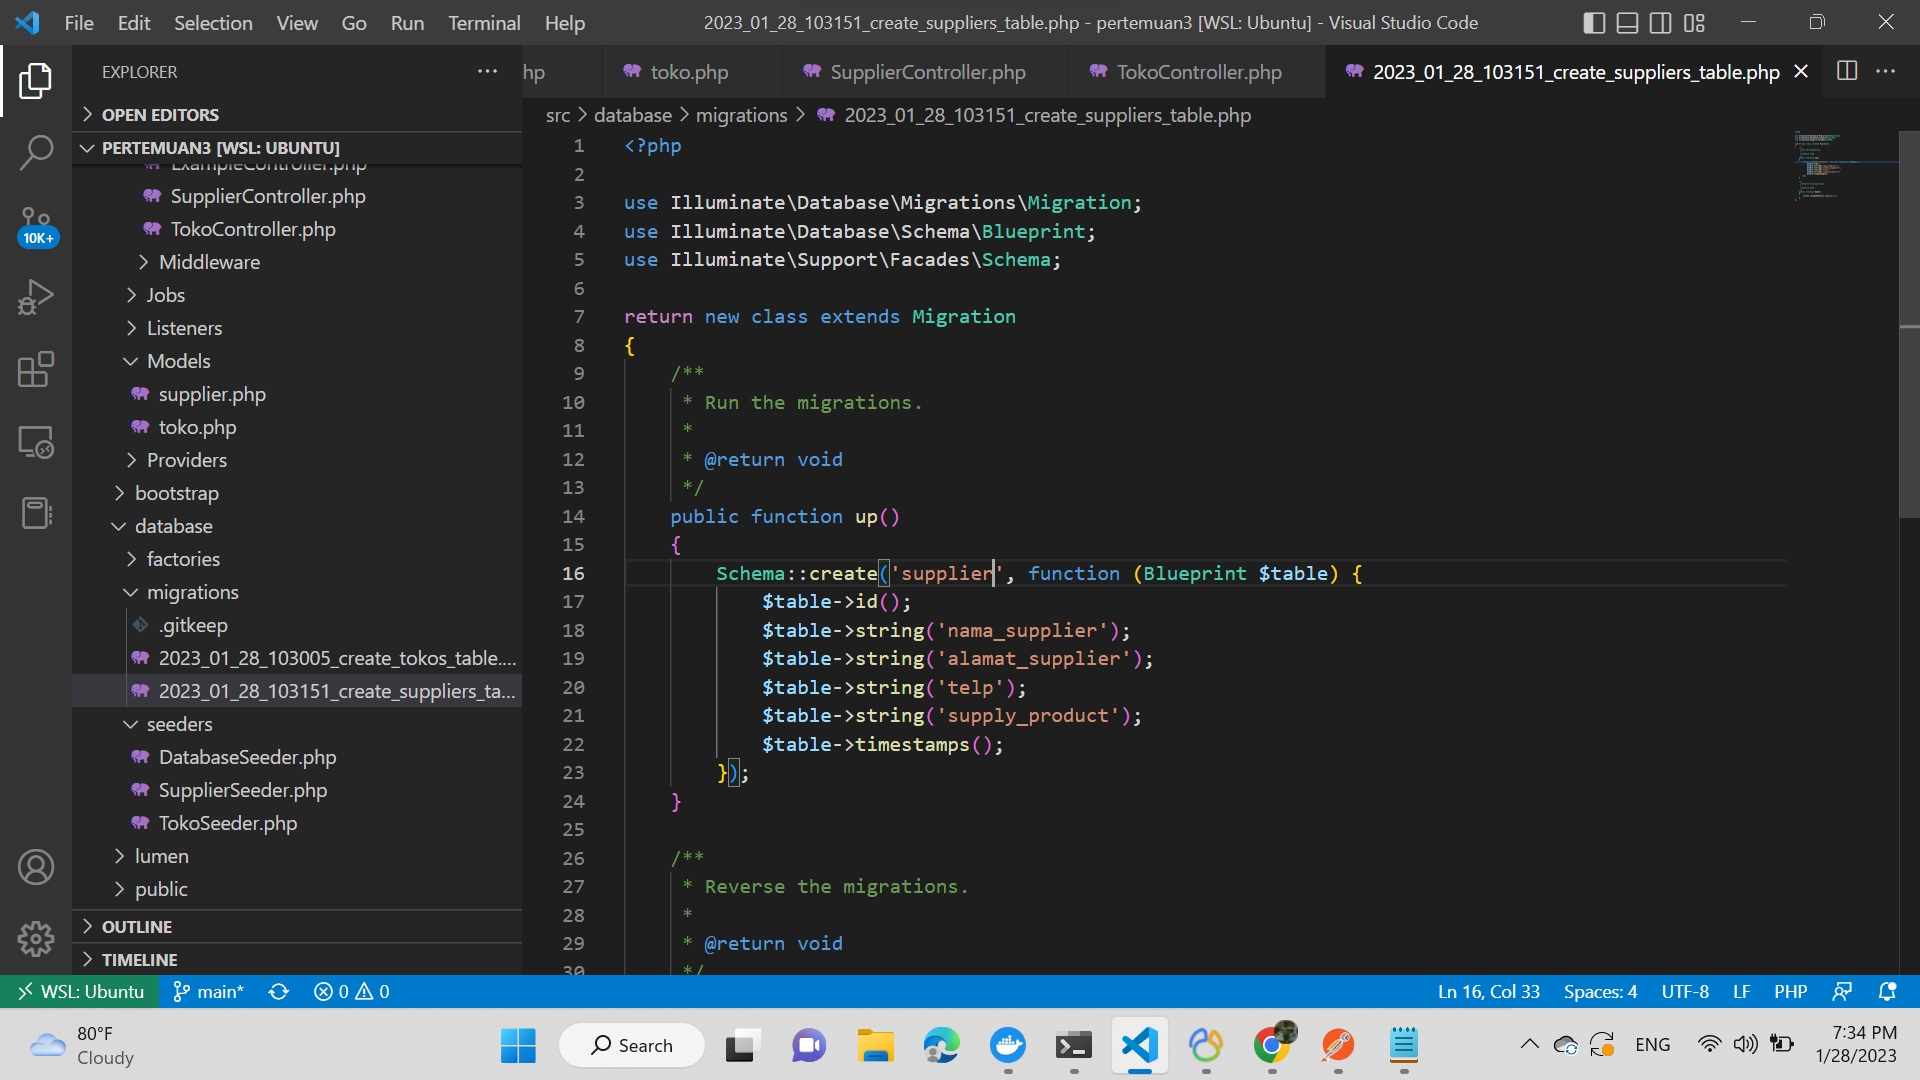 File Edit Selection View Go Run Terminal Help
2023_01_28_103151_create_suppliers_table.php - pertemuan3 [WSL: Ubuntu] - Visual Studio Code
EXPLORER
hp
toko.php
SupplierController.php
TokoController.php
2023_01_28_103151_create_suppliers_table.php
OPEN EDITORS
PERTEMUAN3 [WSL: UBUNTU]
ExampleController.php
SupplierController.php
TokoController.php
Middleware
Jobs
Listeners
Models
supplier.php
toko.php
Providers
bootstrap
database
factories
migrations
.gitkeep
2023_01_28_103005_create_tokos_table....
2023_01_28_103151_create_suppliers_ta...
seeders
DatabaseSeeder.php
SupplierSeeder.php
TokoSeeder.php
lumen
public
OUTLINE
TIMELINE
10K+
src > database > migrations > 2023_01_28_103151_create_suppliers_table.php
1 <?php
2
3 use Illuminate\Database\Migrations\Migration;
4 use Illuminate\Database\Schema\Blueprint;
5 use Illuminate\Support\Facades\Schema;
6
7 return new class extends Migration
8 {
9 /**
10 * Run the migrations.
11 *
12 * @return void
13 */
14 public function up()
15 {
16 Schema::create('supplier', function (Blueprint $table) {
17 $table->id();
18 $table->string('nama_supplier');
19 $table->string('alamat_supplier');
20 $table->string('telp');
21 $table->string('supply_product');
22 $table->timestamps();
23 });
24 }
25
26 /**
27 * Reverse the migrations.
28 *
29 * @return void
30 */
WSL: Ubuntu main* 0 0
Ln 16, Col 33 Spaces: 4 UTF-8 LF PHP
80°F
Cloudy
Search
ENG
7:34 PM
1/28/2023